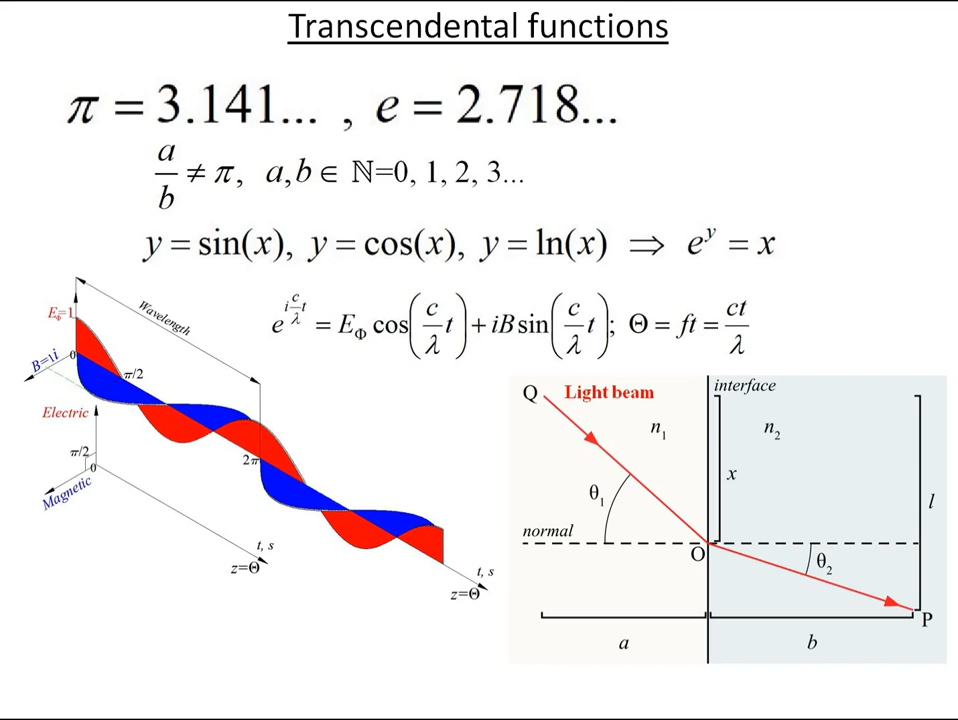 Transcendental functions
π = 3.141... , e = 2.718...
a/b ≠ π, a,b ∈ ℕ=0, 1, 2, 3...
y = sin(x), y = cos(x), y = ln(x) ⇒ e^y = x
e^(i(c/λ)t) = E_Φ cos(c/λ t) + iB sin(c/λ t); Θ = ft = ct/λ
Wavelength
E_Φ=1
B=\i
0
π/2
Electric
π/2
0
Magnetic
2π
t, s
z=Θ
t, s
z=Θ
Q
Light beam
interface
n₁
n₂
x
l
θ₁
normal
O
θ₂
P
a
b